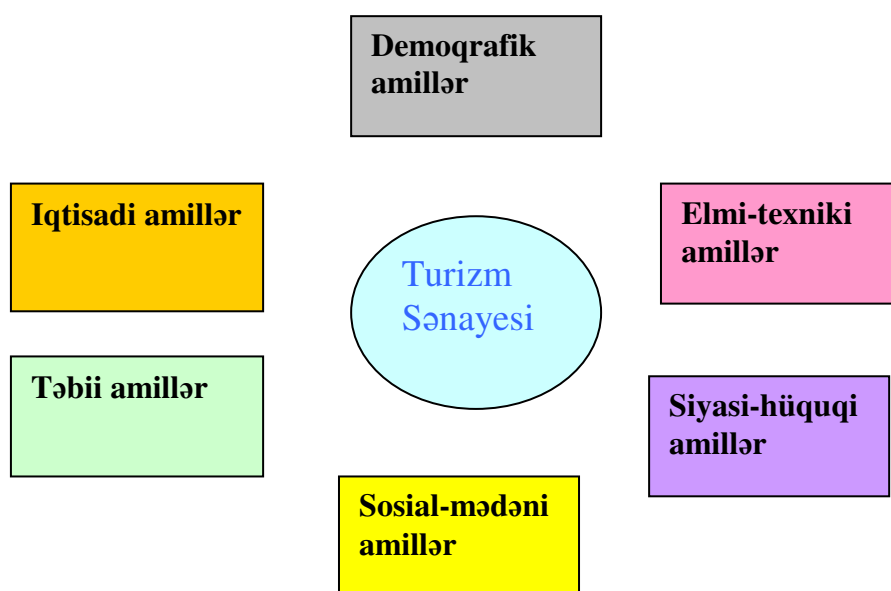 Demoqrafik
amillər
Iqtisadi amillər
Elmi-texniki
amillər
Turizm
Sənayesi
Təbii amillər
Siyasi-hüquqi
amillər
Sosial-mədəni
amillər